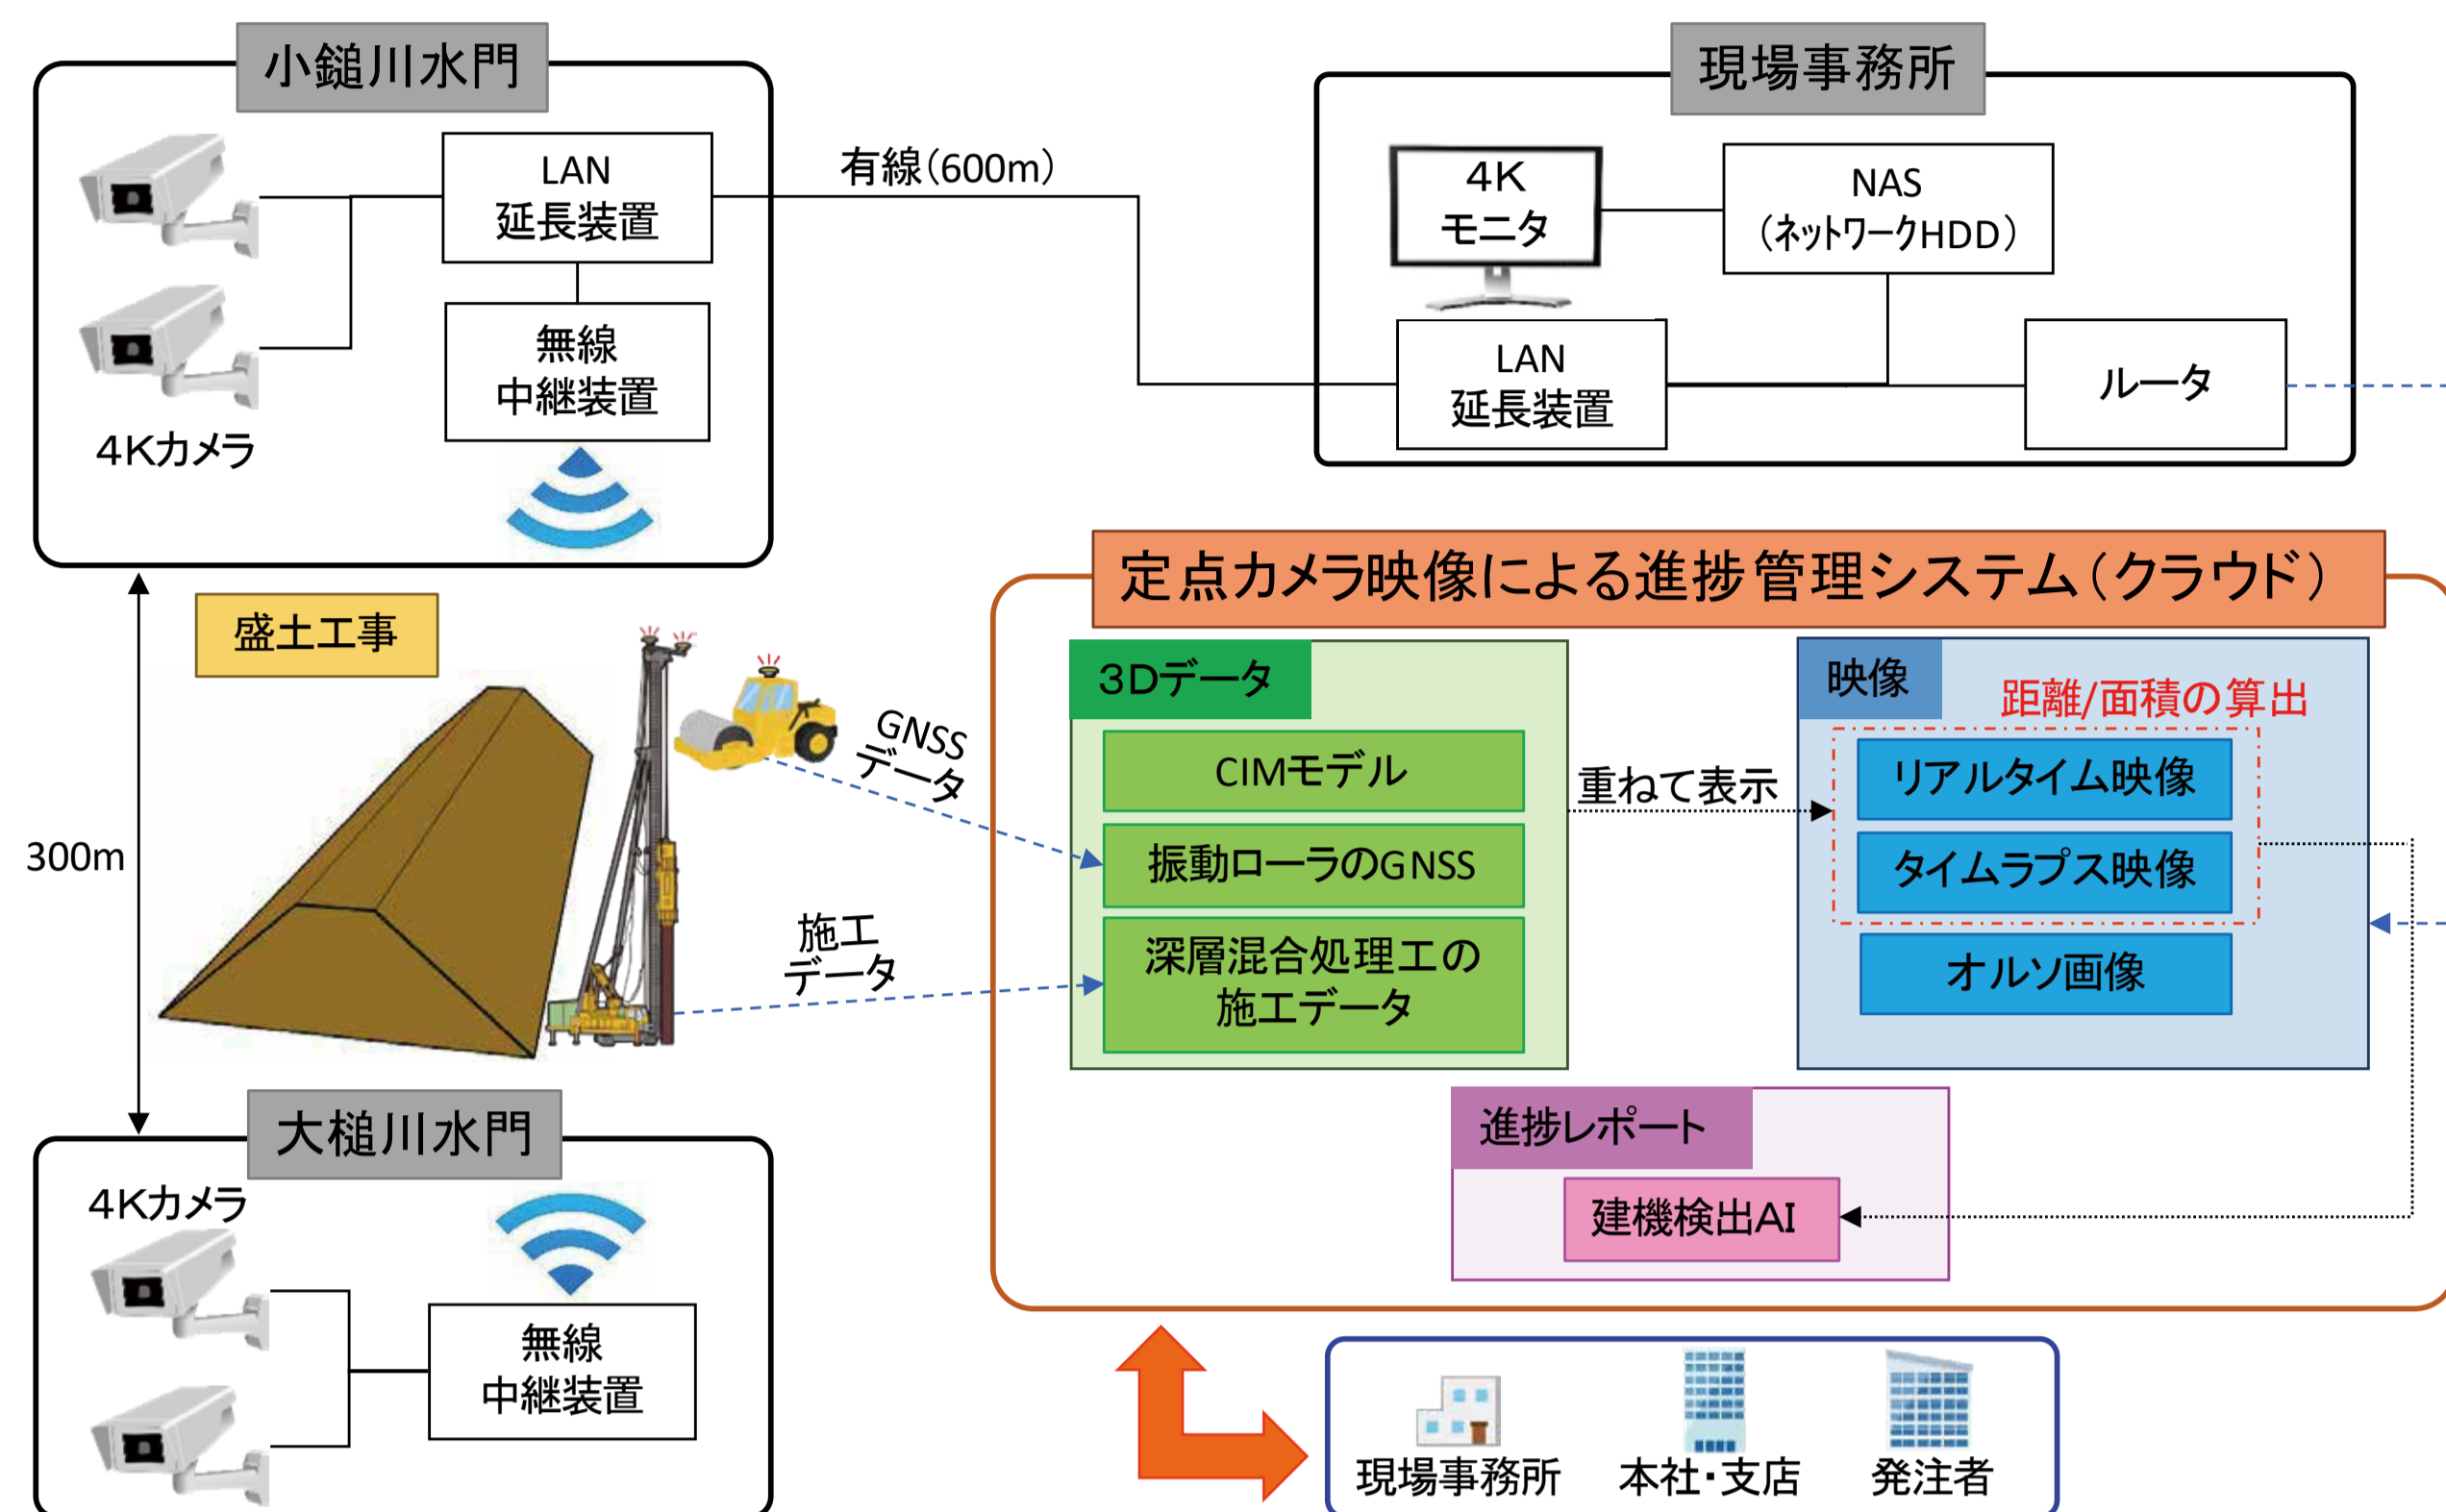 小鎚川水門
LAN
延長装置
無線
中継装置
4Kカメラ
有線(600m)
現場事務所
4K
モニタ
NAS
(ネットワークHDD)
LAN
延長装置
ルータ
盛土工事
300m
GNSS
データ
施工
データ
大槌川水門
4Kカメラ
無線
中継装置
定点カメラ映像による進捗管理システム(クラウド)
3Dデータ
CIMモデル
振動ローラのGNSS
深層混合処理工の
施工データ
重ねて表示
映像
距離/面積の算出
リアルタイム映像
タイムラプス映像
オルソ画像
進捗レポート
建機検出AI
現場事務所
本社・支店
発注者